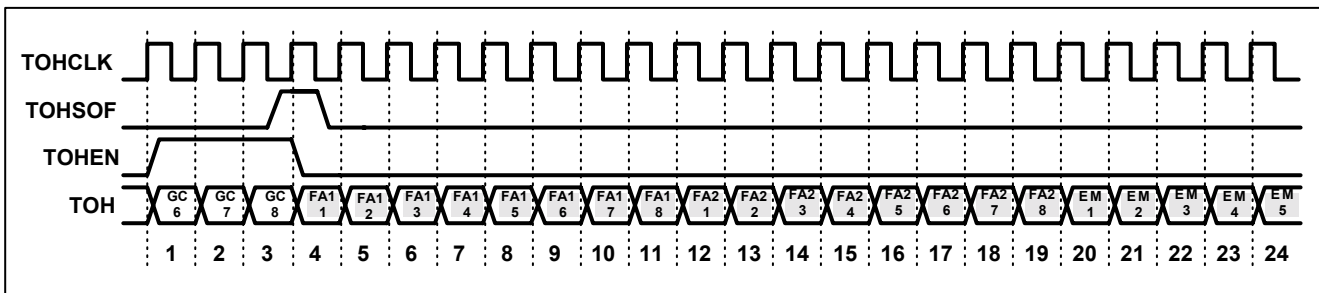 TOHCLK
TOHSOF
TOHEN
TOH
GC 6 GC 7 GC 8 FA1 1 FA1 2 FA1 3 FA1 4 FA1 5 FA1 6 FA1 7 FA1 8 FA2 1 FA2 2 FA2 3 FA2 4 FA2 5 FA2 6 FA2 7 FA2 8 EM 1 EM 2 EM 3 EM 4 EM 5
1 2 3 4 5 6 7 8 9 10 11 12 13 14 15 16 17 18 19 20 21 22 23 24